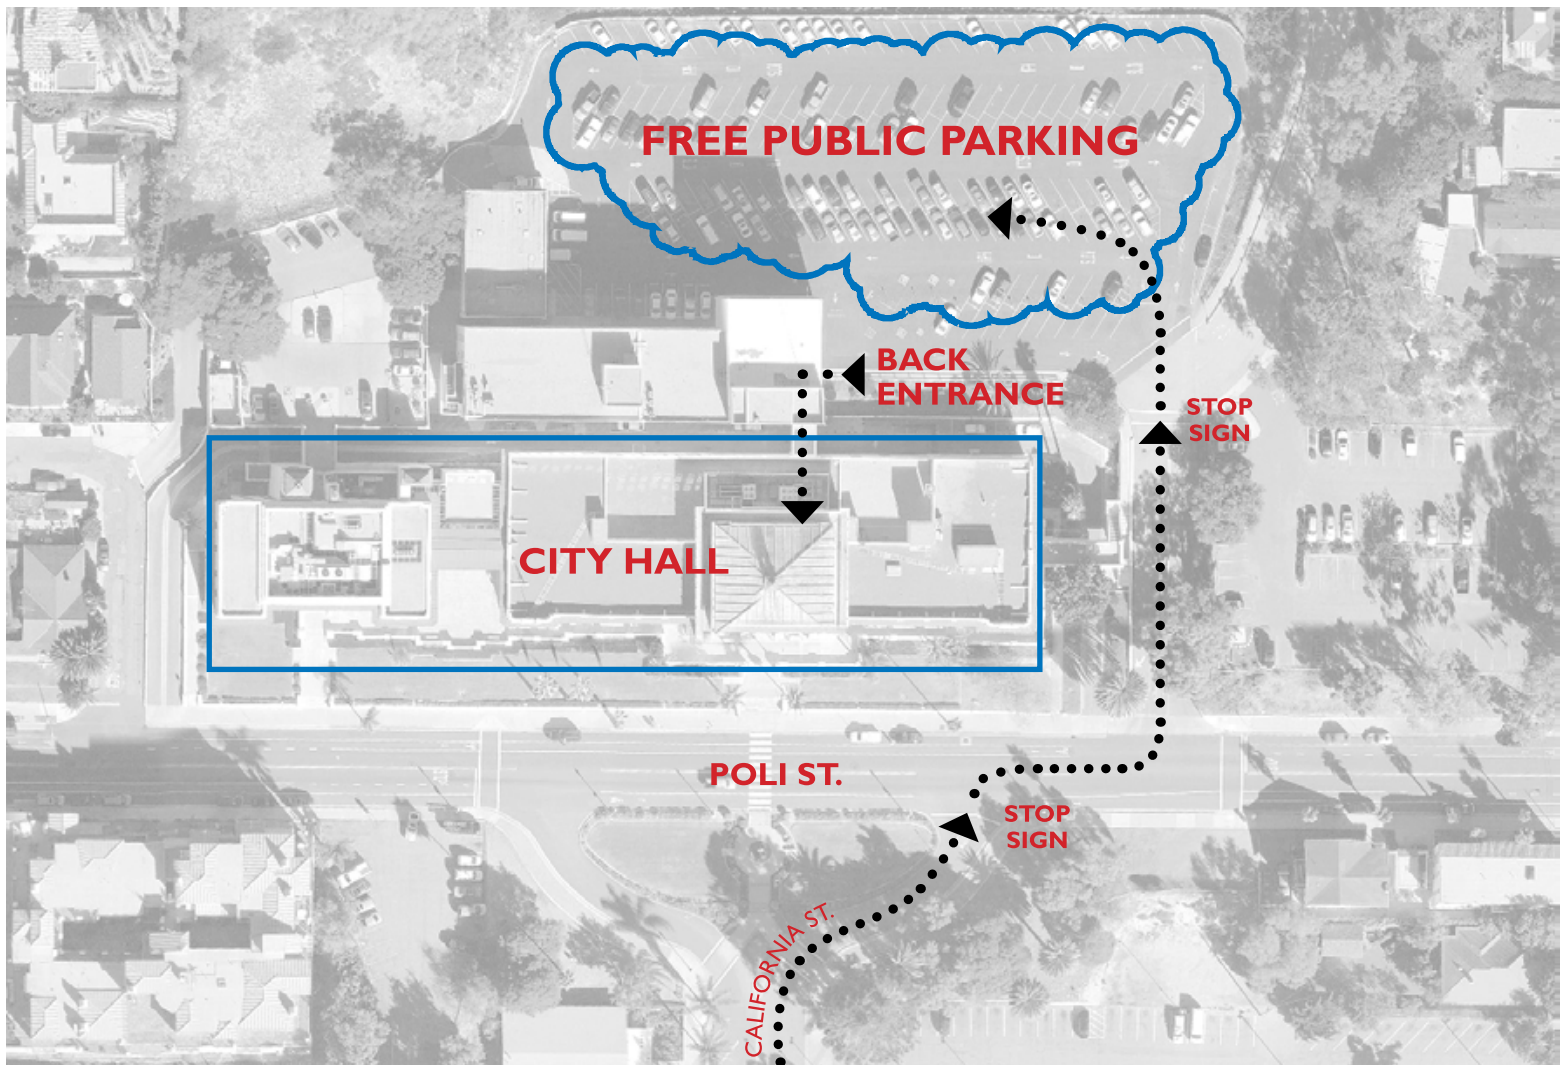 FREE PUBLIC PARKING
BACK
ENTRANCE
STOP
SIGN
CITY HALL
POLI ST.
STOP
SIGN
CALIFORNIA ST.